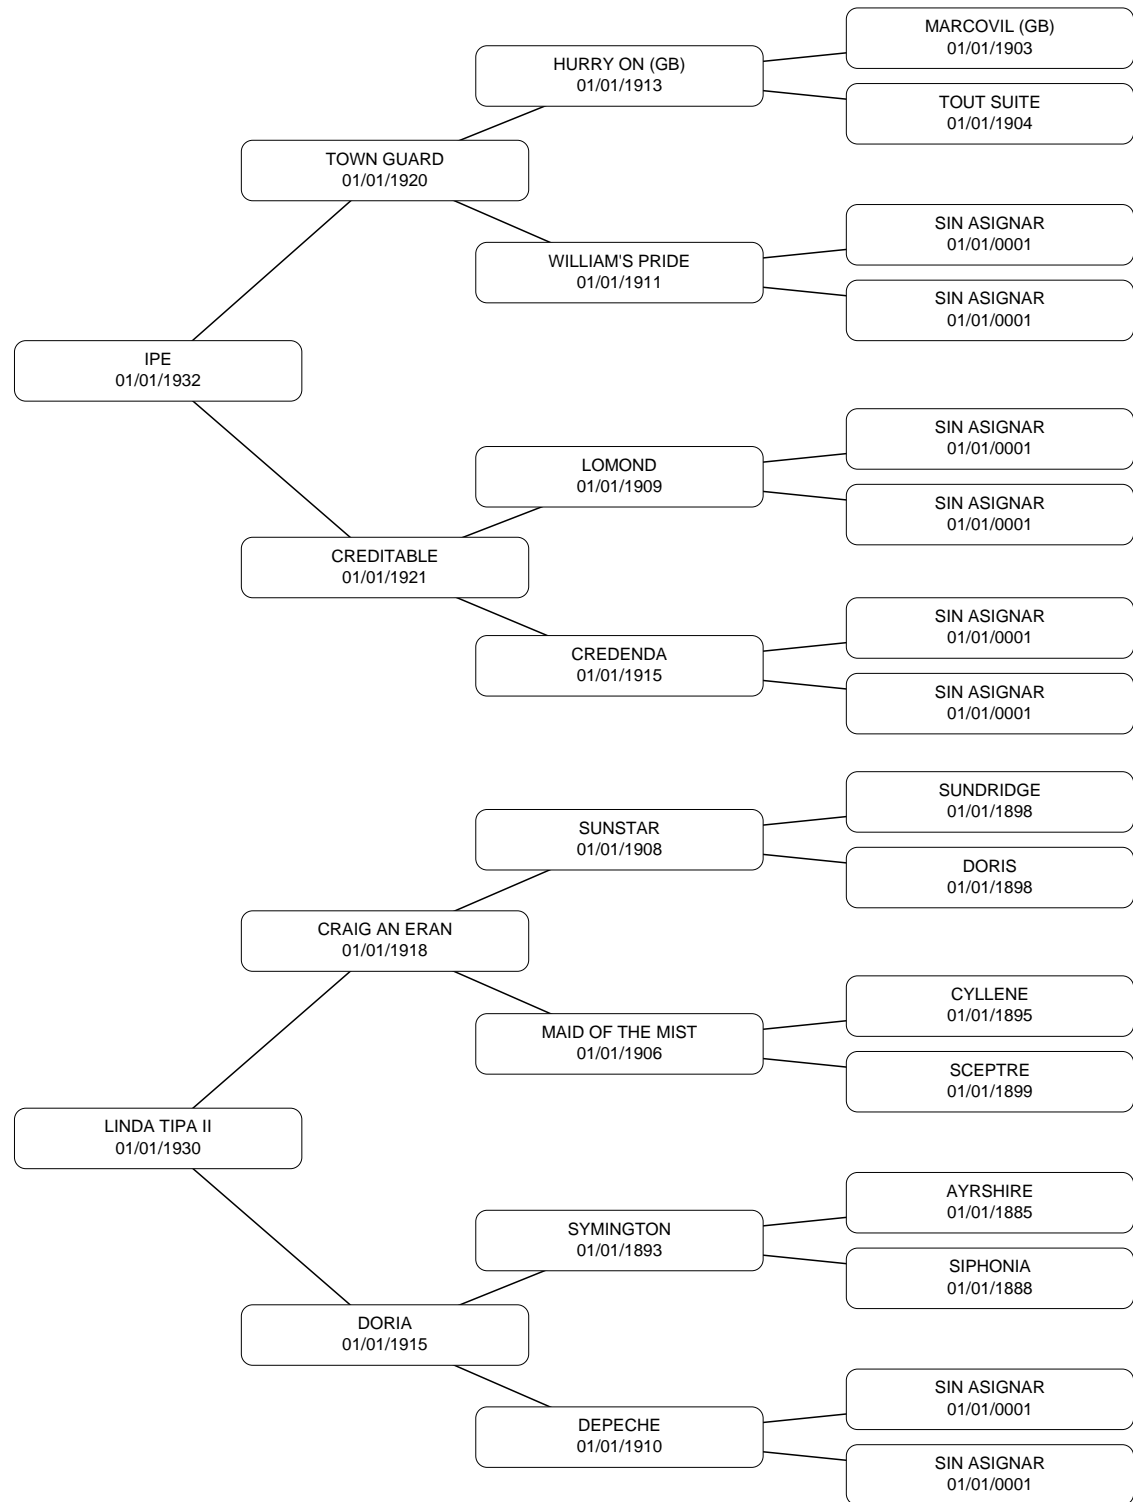 MARCOVIL (GB)
01/01/1903
HURRY ON (GB)
01/01/1913
TOUT SUITE
01/01/1904
TOWN GUARD
01/01/1920
SIN ASIGNAR
01/01/0001
WILLIAM'S PRIDE
01/01/1911
SIN ASIGNAR
01/01/0001
IPE
01/01/1932
SIN ASIGNAR
01/01/0001
LOMOND
01/01/1909
SIN ASIGNAR
01/01/0001
CREDITABLE
01/01/1921
SIN ASIGNAR
01/01/0001
CREDENDA
01/01/1915
SIN ASIGNAR
01/01/0001
SUNDRIDGE
01/01/1898
SUNSTAR
01/01/1908
DORIS
01/01/1898
CRAIG AN ERAN
01/01/1918
CYLLENE
01/01/1895
MAID OF THE MIST
01/01/1906
SCEPTRE
01/01/1899
LINDA TIPA II
01/01/1930
AYRSHIRE
01/01/1885
SYMINGTON
01/01/1893
SIPHONIA
01/01/1888
DORIA
01/01/1915
SIN ASIGNAR
01/01/0001
DEPECHE
01/01/1910
SIN ASIGNAR
01/01/0001